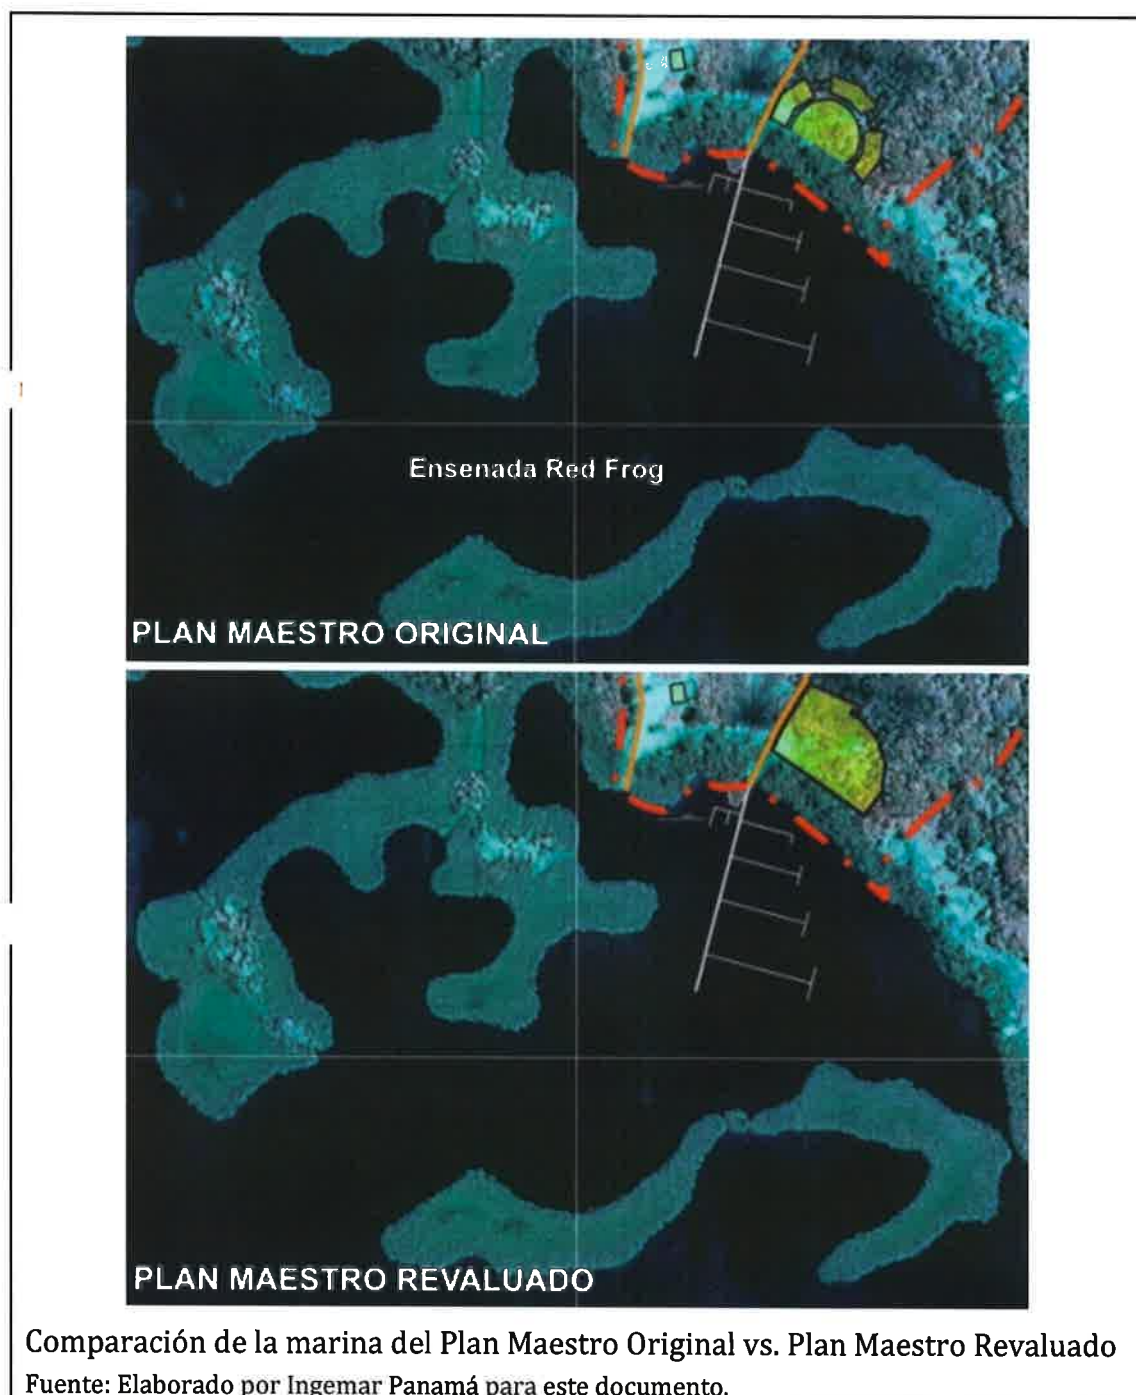 Ensenada Red Frog
PLAN MAESTRO ORIGINAL
PLAN MAESTRO REVALUADO
Comparación de la marina del Plan Maestro Original vs. Plan Maestro Revaluado
Fuente: Elaborado por Ingemar Panamá para este documento.